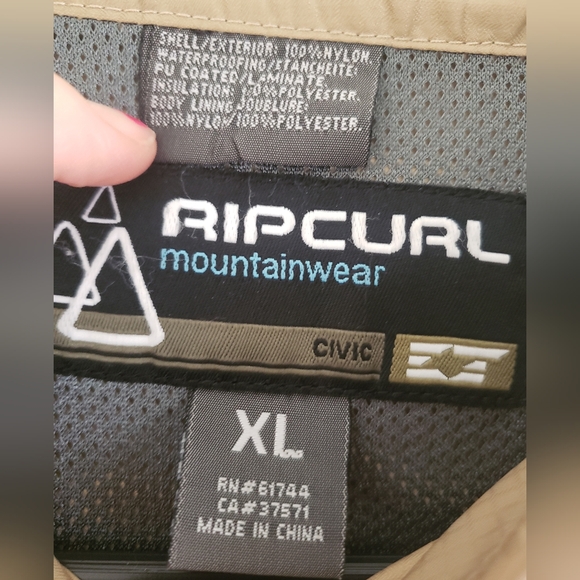 SHELL/EXTERIOR: 100%NYLON.
WATERPROOFING/ETANCHEITE:
PU COATED/LAMINATE
INSULATION: 100%POLYESTER.
BODY LINING DOUBLURE:
100%NYLON/100%POLYESTER.
RIPCURL
mountainwear
CIVIC
XL
RN#61744
CA#37571
MADE IN CHINA